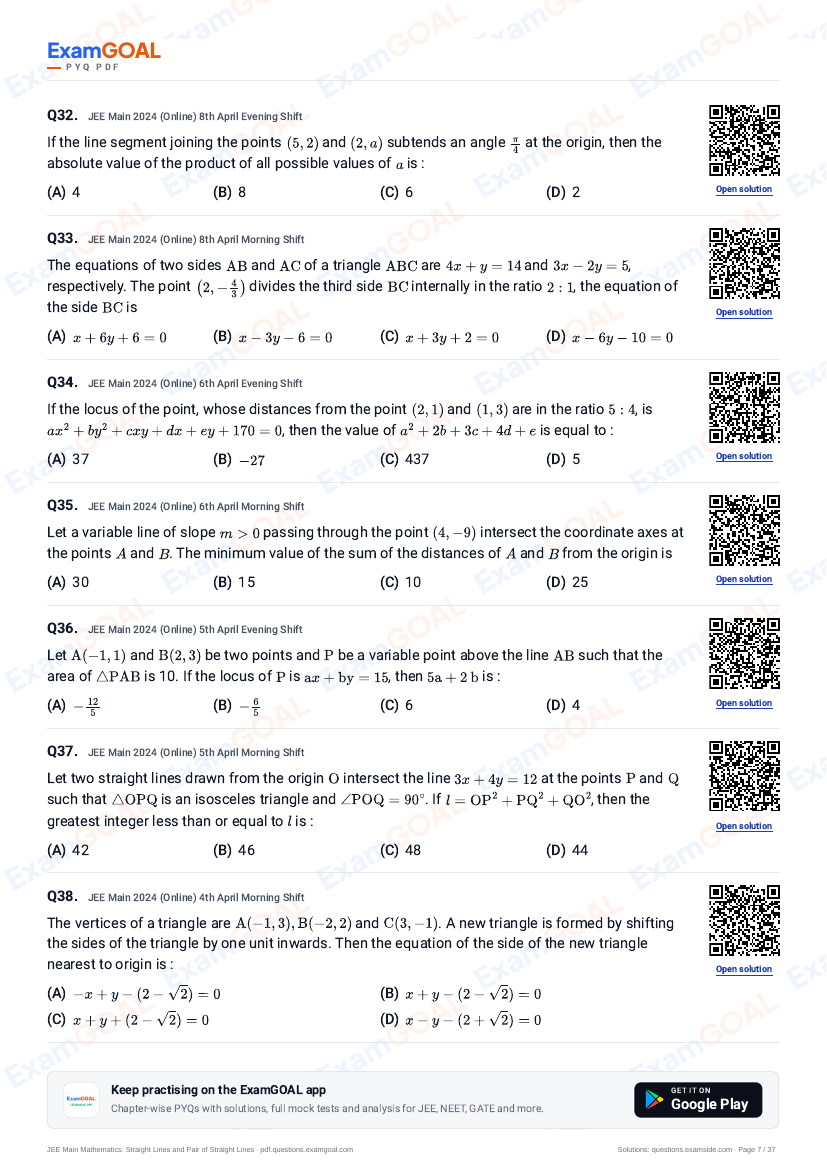 ExamGOAL
PYQ PDF
Q32. JEE Main 2024 (Online) 8th April Evening Shift
If the line segment joining the points (5, 2) and (2, a) subtends an angle π/4 at the origin, then the
absolute value of the product of all possible values of a is :
(A) 4 (B) 8 (C) 6 (D) 2
Open solution
Q33. JEE Main 2024 (Online) 8th April Morning Shift
The equations of two sides AB and AC of a triangle ABC are 4x + y = 14 and 3x − 2y = 5,
respectively. The point (2, −4/3) divides the third side BC internally in the ratio 2 : 1, the equation of
the side BC is
(A) x + 6y + 6 = 0 (B) x − 3y − 6 = 0 (C) x + 3y + 2 = 0 (D) x − 6y − 10 = 0
Open solution
Q34. JEE Main 2024 (Online) 6th April Evening Shift
If the locus of the point, whose distances from the point (2, 1) and (1, 3) are in the ratio 5 : 4, is
ax² + by² + cxy + dx + ey + 170 = 0, then the value of a² + 2b + 3c + 4d + e is equal to :
(A) 37 (B) −27 (C) 437 (D) 5
Open solution
Q35. JEE Main 2024 (Online) 6th April Morning Shift
Let a variable line of slope m > 0 passing through the point (4, −9) intersect the coordinate axes at
the points A and B. The minimum value of the sum of the distances of A and B from the origin is
(A) 30 (B) 15 (C) 10 (D) 25
Open solution
Q36. JEE Main 2024 (Online) 5th April Evening Shift
Let A(−1, 1) and B(2, 3) be two points and P be a variable point above the line AB such that the
area of △PAB is 10. If the locus of P is ax + by = 15, then 5a + 2 b is :
(A) −12/5 (B) −6/5 (C) 6 (D) 4
Open solution
Q37. JEE Main 2024 (Online) 5th April Morning Shift
Let two straight lines drawn from the origin O intersect the line 3x + 4y = 12 at the points P and Q
such that △OPQ is an isosceles triangle and ∠POQ = 90°. If l = OP² + PQ² + QO², then the
greatest integer less than or equal to l is :
(A) 42 (B) 46 (C) 48 (D) 44
Open solution
Q38. JEE Main 2024 (Online) 4th April Morning Shift
The vertices of a triangle are A(−1, 3), B(−2, 2) and C(3, −1). A new triangle is formed by shifting
the sides of the triangle by one unit inwards. Then the equation of the side of the new triangle
nearest to origin is :
(A) −x + y − (2 − √2) = 0 (B) x + y − (2 − √2) = 0
(C) x + y + (2 − √2) = 0 (D) x − y − (2 + √2) = 0
Open solution
ExamGOAL
Keep practising on the ExamGOAL app
Chapter-wise PYQs with solutions, full mock tests and analysis for JEE, NEET, GATE and more.
GET IT ON
Google Play
JEE Main Mathematics: Straight Lines and Pair of Straight Lines · pdf.questions.examgoal.com Solutions: questions.examside.com · Page 7 / 37